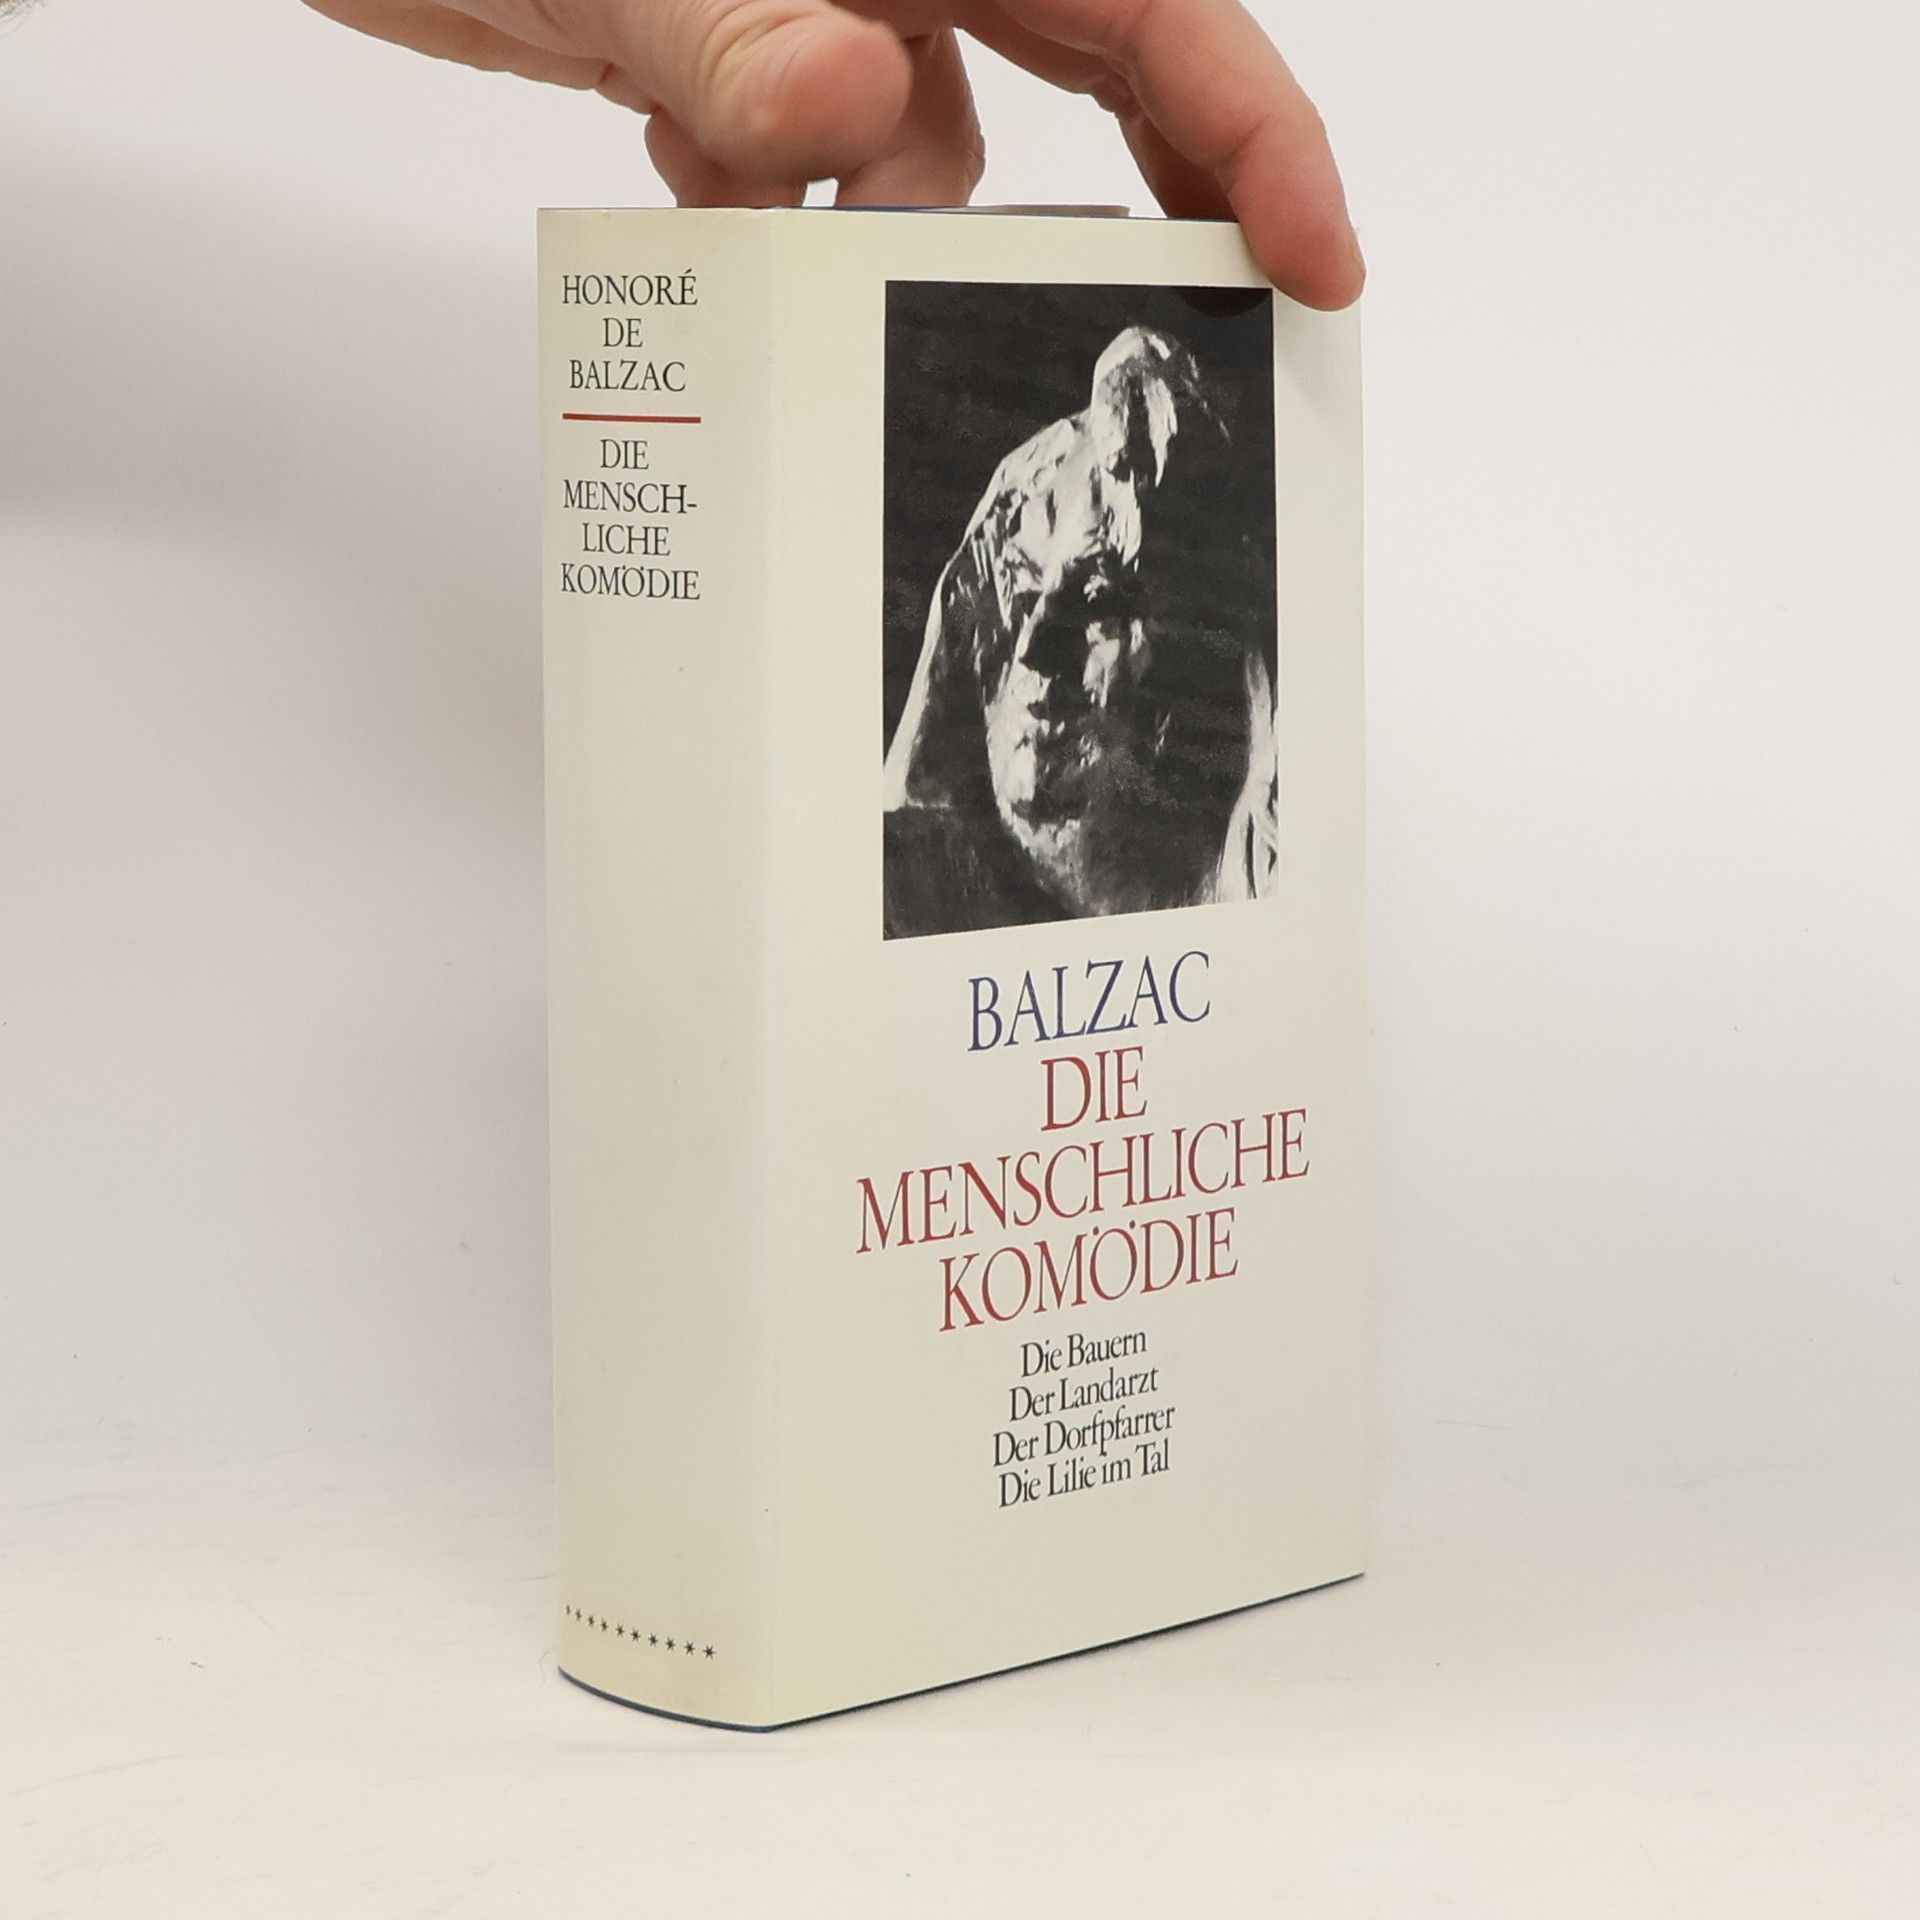 HONORÉ
DE
BALZAC
DIE
MENSCH-
LICHE
KOMÖDIE
**********
BALZAC
DIE
MENSCHLICHE
KOMÖDIE
Die Bauern
Der Landarzt
Der Dorfpfarrer
Die Lilie im Tal